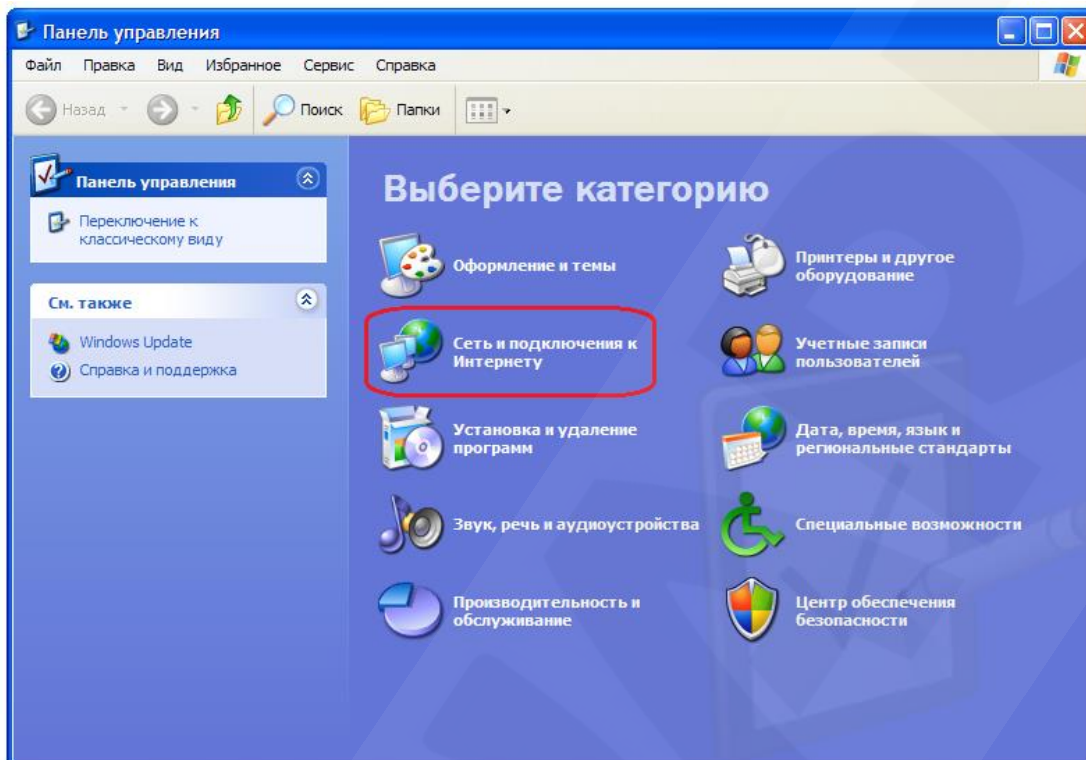 Панель управления
Файл Правка Вид Избранное Сервис Справка
Назад Поиск Папки
Панель управления
Переключение к
классическому виду
См. также
Windows Update
Справка и поддержка
Выберите категорию
Оформление и темы
Принтеры и другое
оборудование
Сеть и подключения к
Интернету
Учетные записи
пользователей
Установка и удаление
программ
Дата, время, язык и
региональные стандарты
Звук, речь и аудиоустройства
Специальные возможности
Производительность и
обслуживание
Центр обеспечения
безопасности